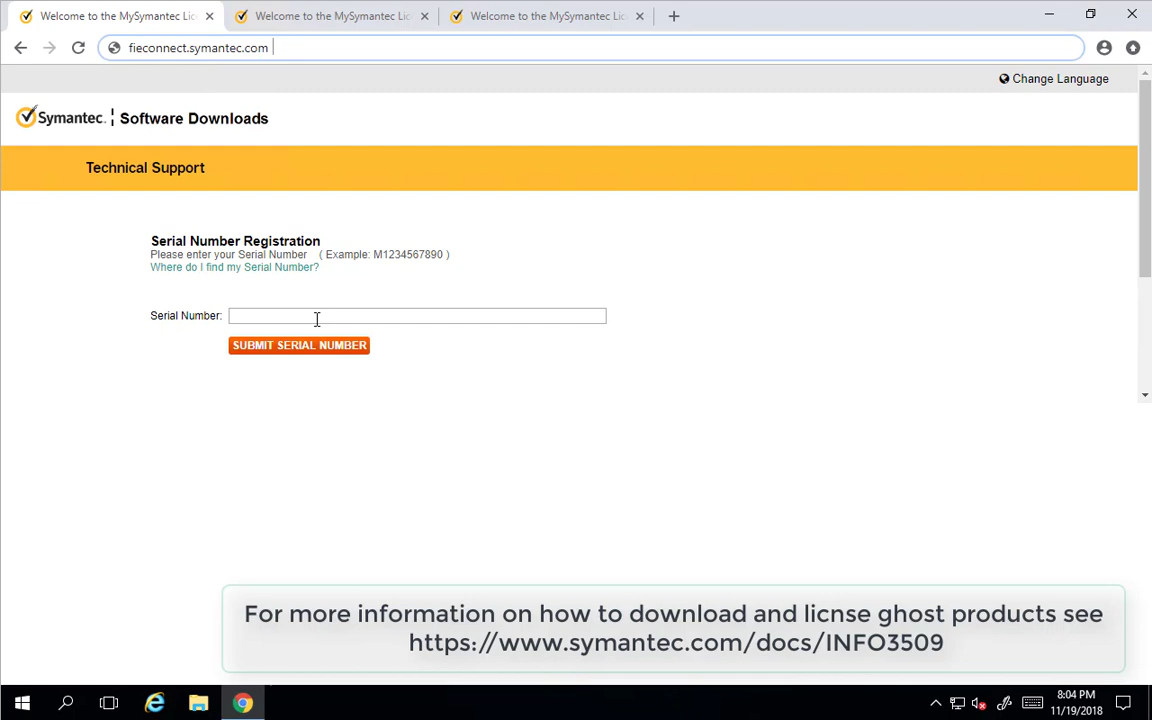 Welcome to the MySymantec Lic
Welcome to the MySymantec Lic
Welcome to the MySymantec Lic
fieconnect.symantec.com
Change Language
Symantec. Software Downloads
Technical Support
Serial Number Registration
Please enter your Serial Number ( Example: M1234567890 )
Where do I find my Serial Number?
Serial Number:
SUBMIT SERIAL NUMBER
For more information on how to download and licnse ghost products see
https://www.symantec.com/docs/INFO3509
8:04 PM
11/19/2018